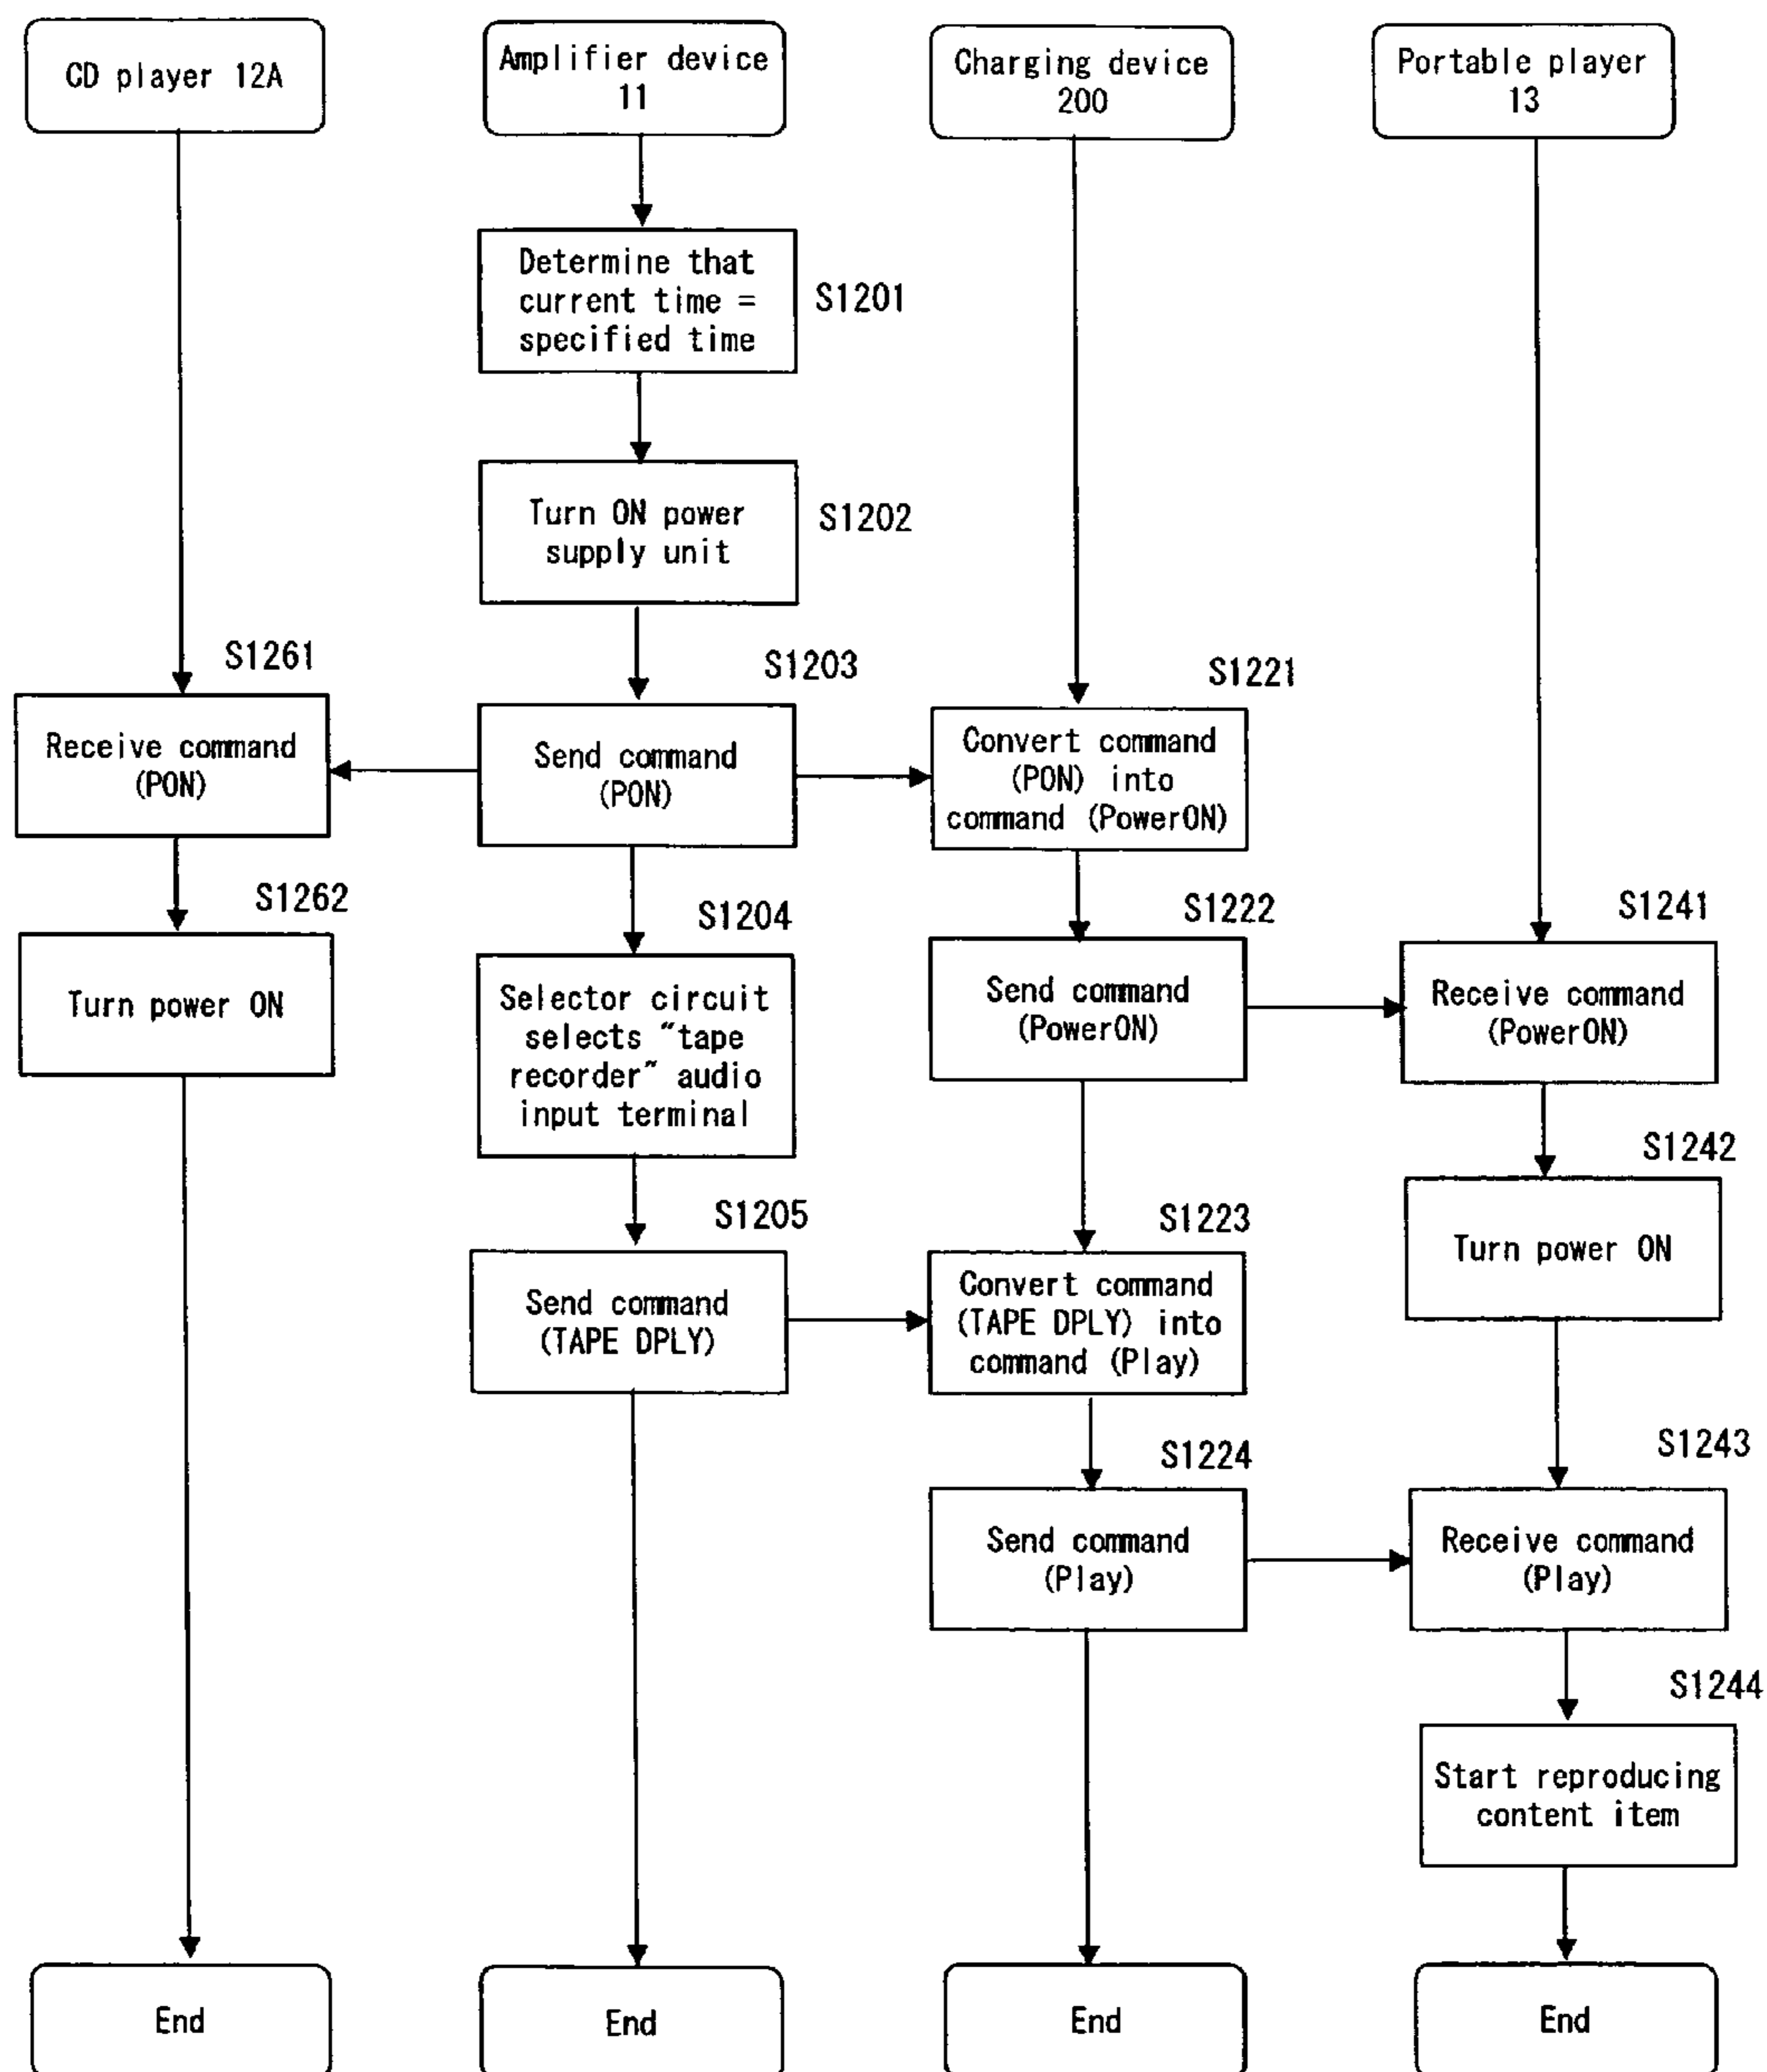 CD player 12A
Amplifier device
11
Charging device
200
Portable player
13
Determine that
current time =
specified time
S1201
Turn ON power
supply unit
S1202
S1261
Receive command
(PON)
S1203
Send command
(PON)
S1221
Convert command
(PON) into
command (PowerON)
S1262
Turn power ON
S1204
Selector circuit
selects "tape
recorder" audio
input terminal
S1222
Send command
(PowerON)
S1241
Receive command
(PowerON)
S1242
Turn power ON
S1205
Send command
(TAPE DPLY)
S1223
Convert command
(TAPE DPLY) into
command (Play)
S1224
Send command
(Play)
S1243
Receive command
(Play)
S1244
Start reproducing
content item
End
End
End
End